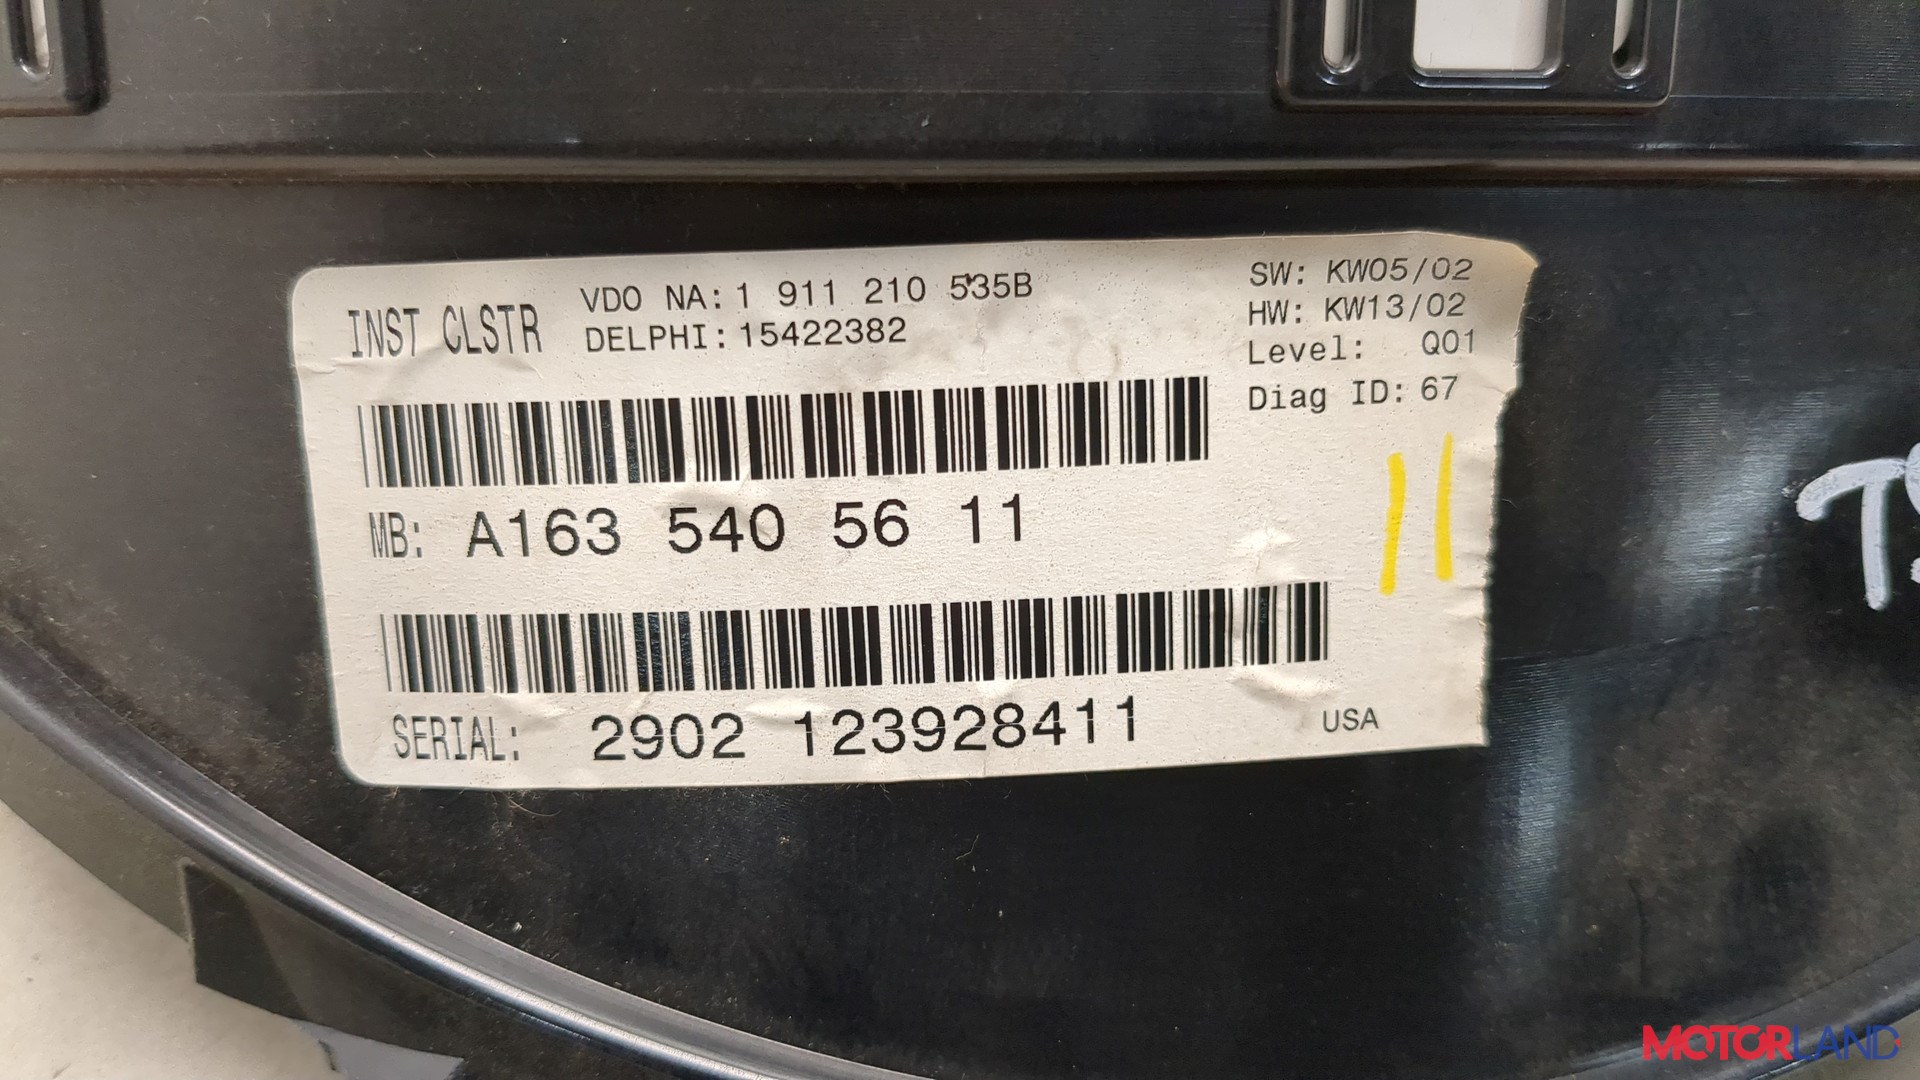 INST CLSTR
VDO NA: 1 911 210 535B
DELPHI: 15422382
SW: KW05/02
HW: KW13/02
Level: Q01
Diag ID: 67
MB: A163 540 56 11
11
SERIAL: 2902 123928411
USA
MOTORLAND